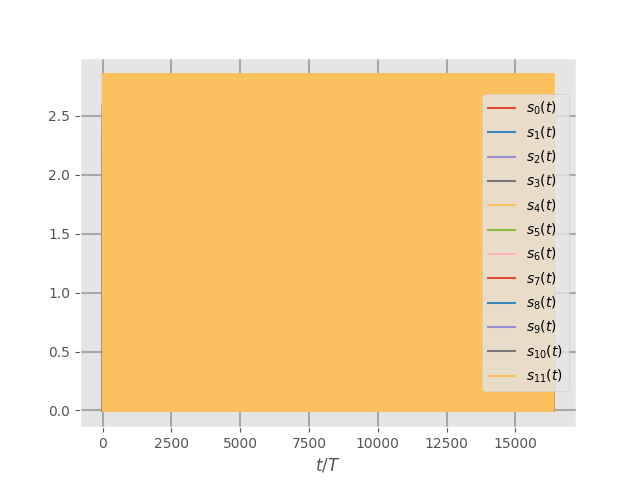 2.5
2.0
1.5
1.0
0.5
0.0
0 2500 5000 7500 10000 12500 15000
t/T
s₀(t)
s₁(t)
s₂(t)
s₃(t)
s₄(t)
s₅(t)
s₆(t)
s₇(t)
s₈(t)
s₉(t)
s₁₀(t)
s₁₁(t)